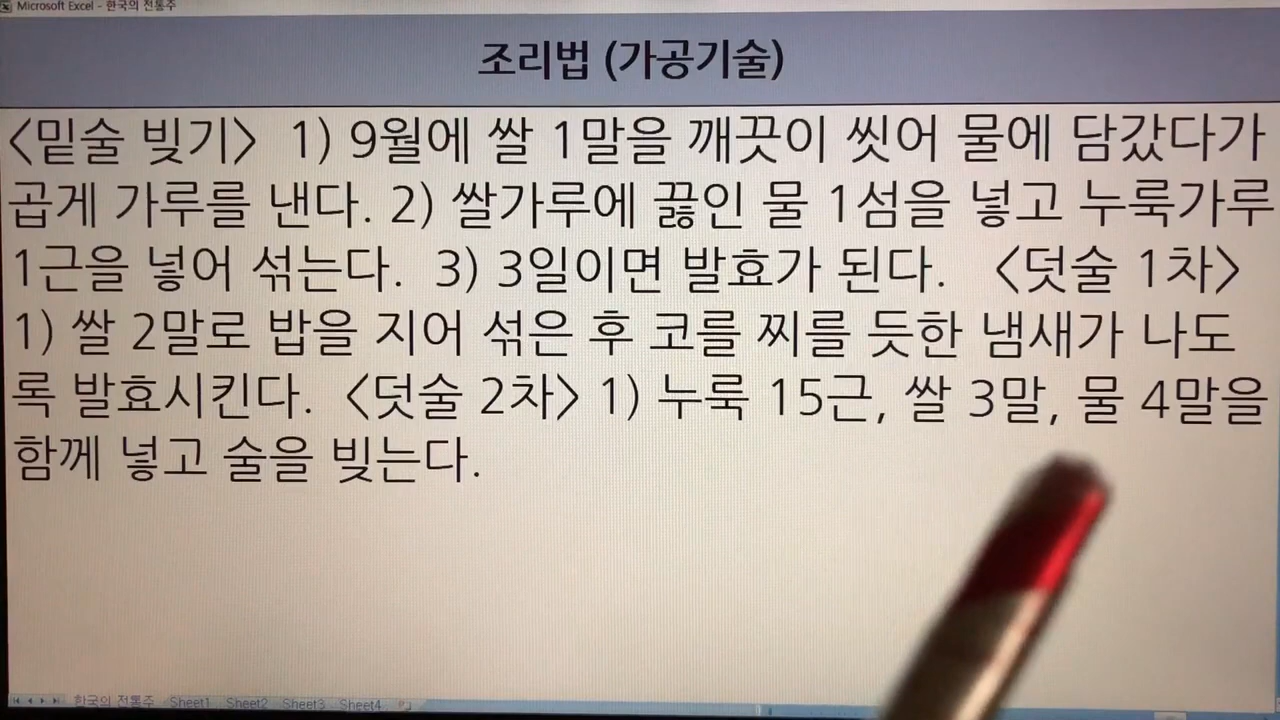 Microsoft Excel - 한국의 전통주
조리법 (가공기술)
<밑술 빚기> 1) 9월에 쌀 1말을 깨끗이 씻어 물에 담갔다가
곱게 가루를 낸다. 2) 쌀가루에 끓인 물 1섬을 넣고 누룩가루
1근을 넣어 섞는다. 3) 3일이면 발효가 된다. <덧술 1차>
1) 쌀 2말로 밥을 지어 섞은 후 코를 찌를 듯한 냄새가 나도
록 발효시킨다. <덧술 2차> 1) 누룩 15근, 쌀 3말, 물 4말을
함께 넣고 술을 빚는다.
한국의 전통주 Sheet1 Sheet2 Sheet3 Sheet4